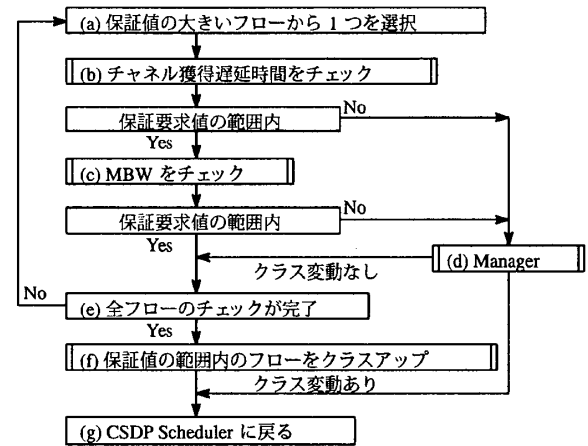 (a) 保証値の大きいフローから 1 つを選択
(b) チャネル獲得遅延時間をチェック
No
保証要求値の範囲内
Yes
(c) MBW をチェック
No
保証要求値の範囲内
Yes
(d) Manager
クラス変動なし
No
(e) 全フローのチェックが完了
Yes
(f) 保証値の範囲内のフローをクラスアップ
クラス変動あり
(g) CSDP Scheduler に戻る